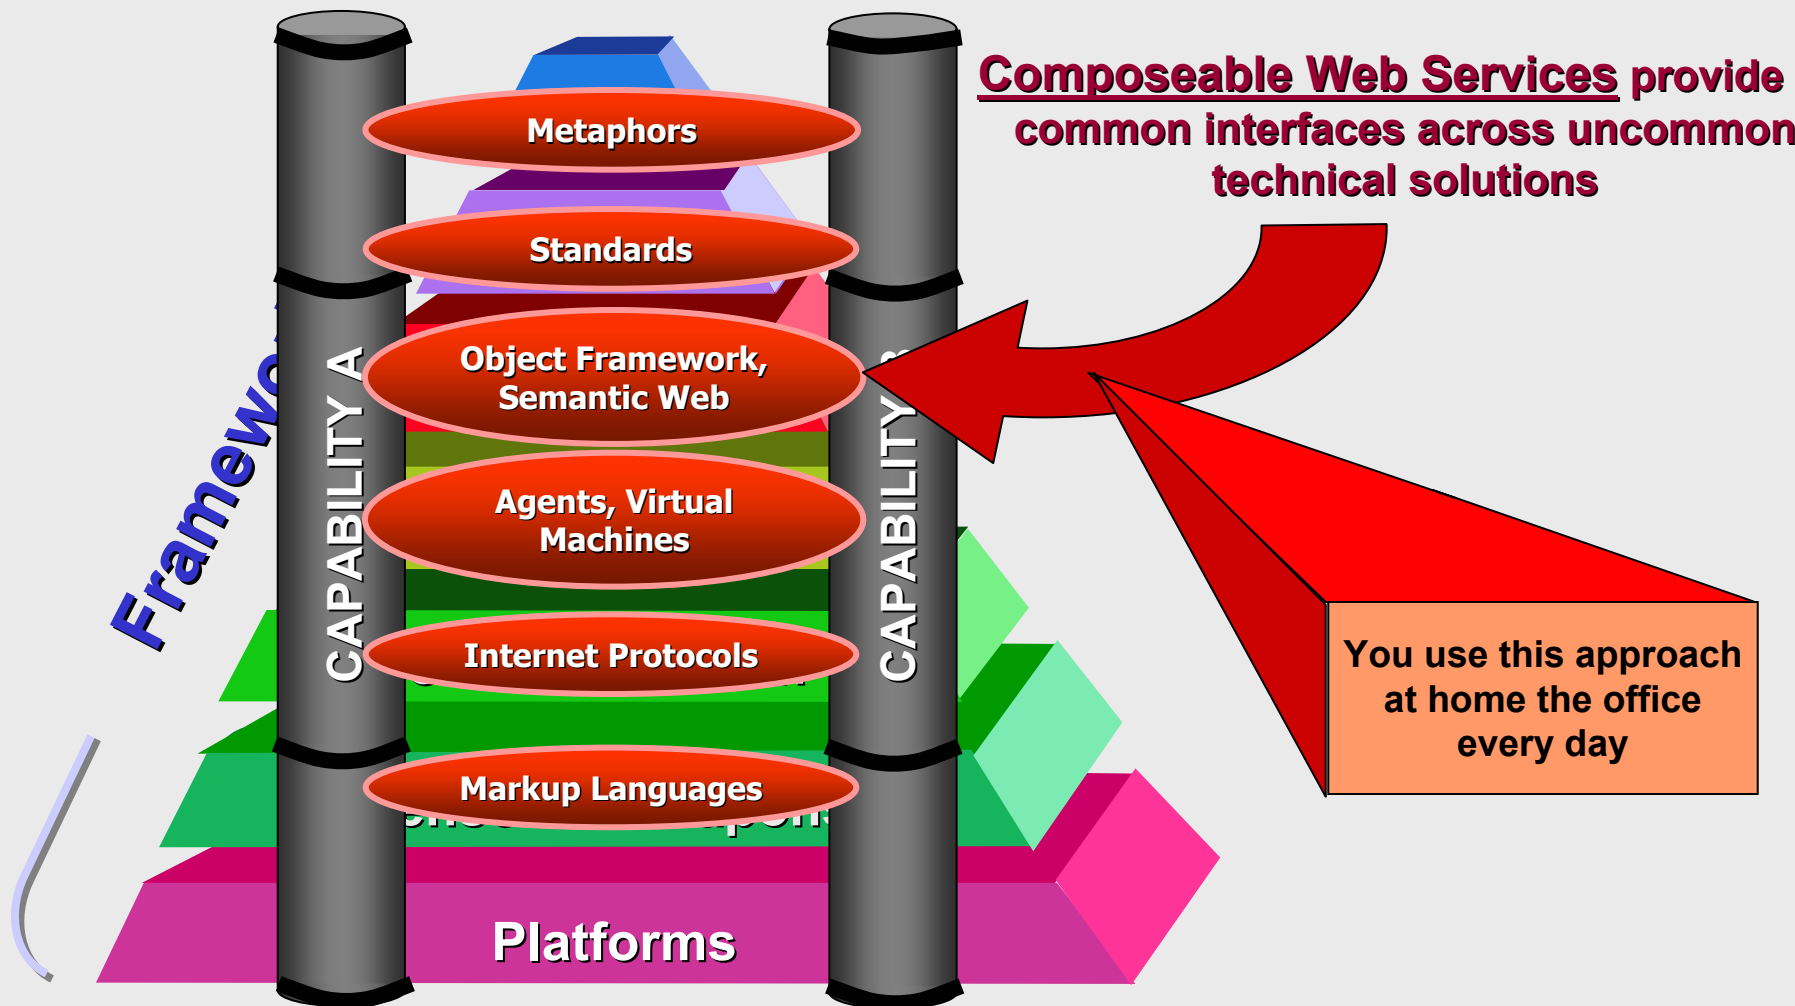 Composeable Web Services provide
common interfaces across uncommon
technical solutions
Metaphors
Standards
Object Framework,
Semantic Web
Agents, Virtual
Machines
Internet Protocols
Markup Languages
CAPABILITY A
CAPABILITY
Platforms
You use this approach
at home the office
every day